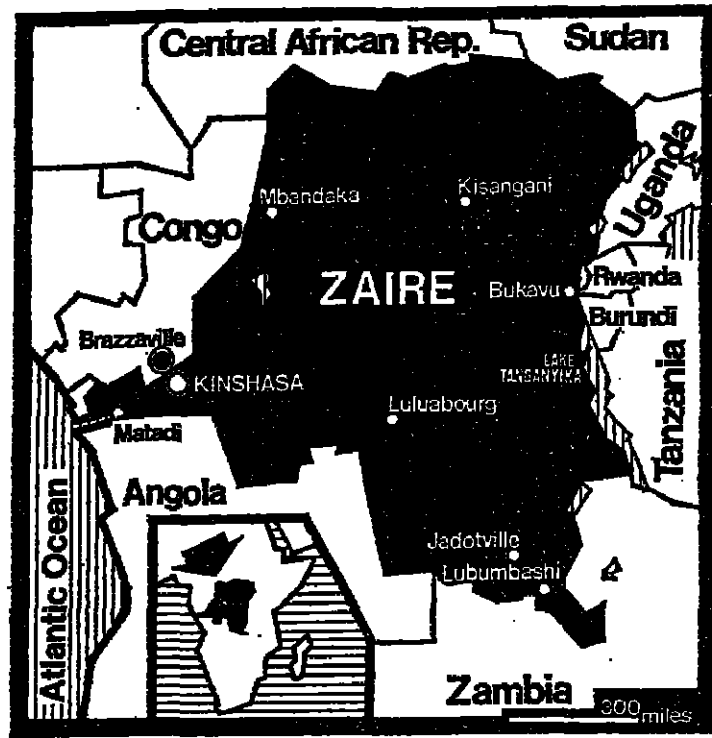 Central African Rep.
Sudan
Uganda
Mbandaka
Kisangani
Congo
ZAIRE
Bukavu
Rwanda
Burundi
Brazzaville
KINSHASA
LAKE
TANGANYIKA
Luluabourg
Matadi
Tanzania
Angola
Atlantic Ocean
Jadotville
Lubumbashi
Zambia
300 miles